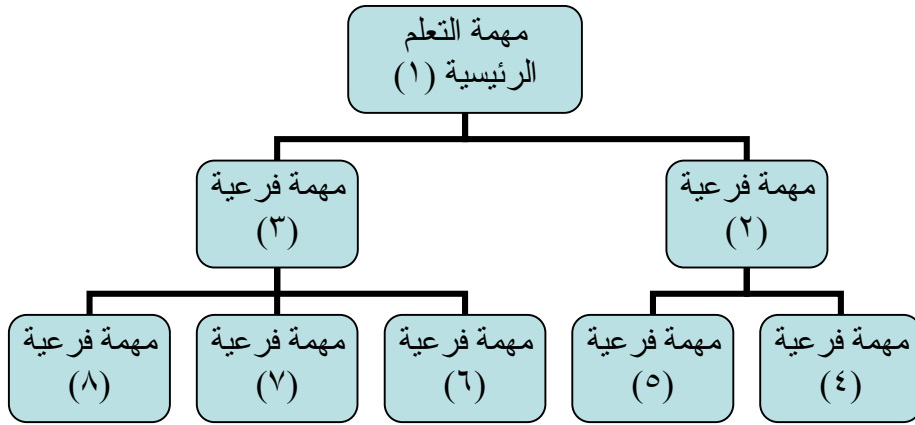 مهمة التعلم
الرئيسية (١)
مهمة فرعية
(٢)
مهمة فرعية
(٣)
مهمة فرعية
(٤)
مهمة فرعية
(٥)
مهمة فرعية
(٦)
مهمة فرعية
(٧)
مهمة فرعية
(٨)